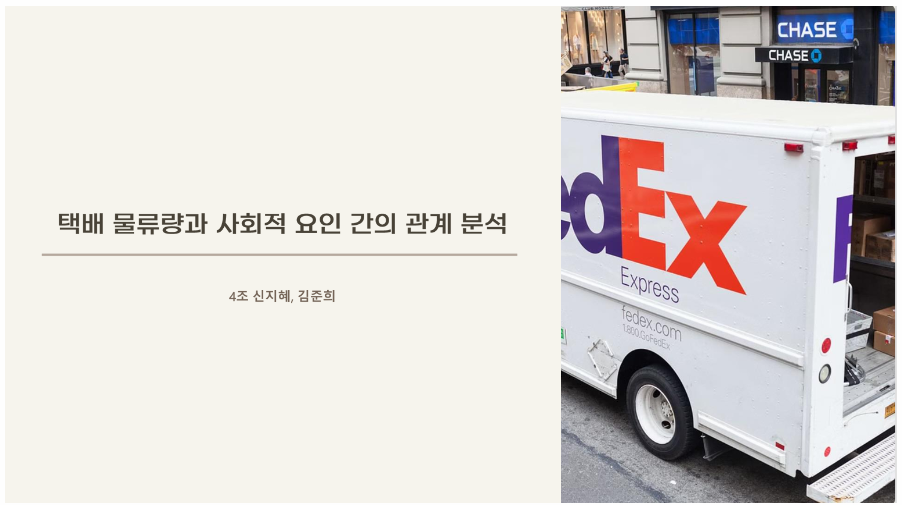 택배 물류량과 사회적 요인 간의 관계 분석
4조 신지혜, 김준희
CHASE
CHASE
edEx
Express
fedex.com
1.800.GoFedEx
F